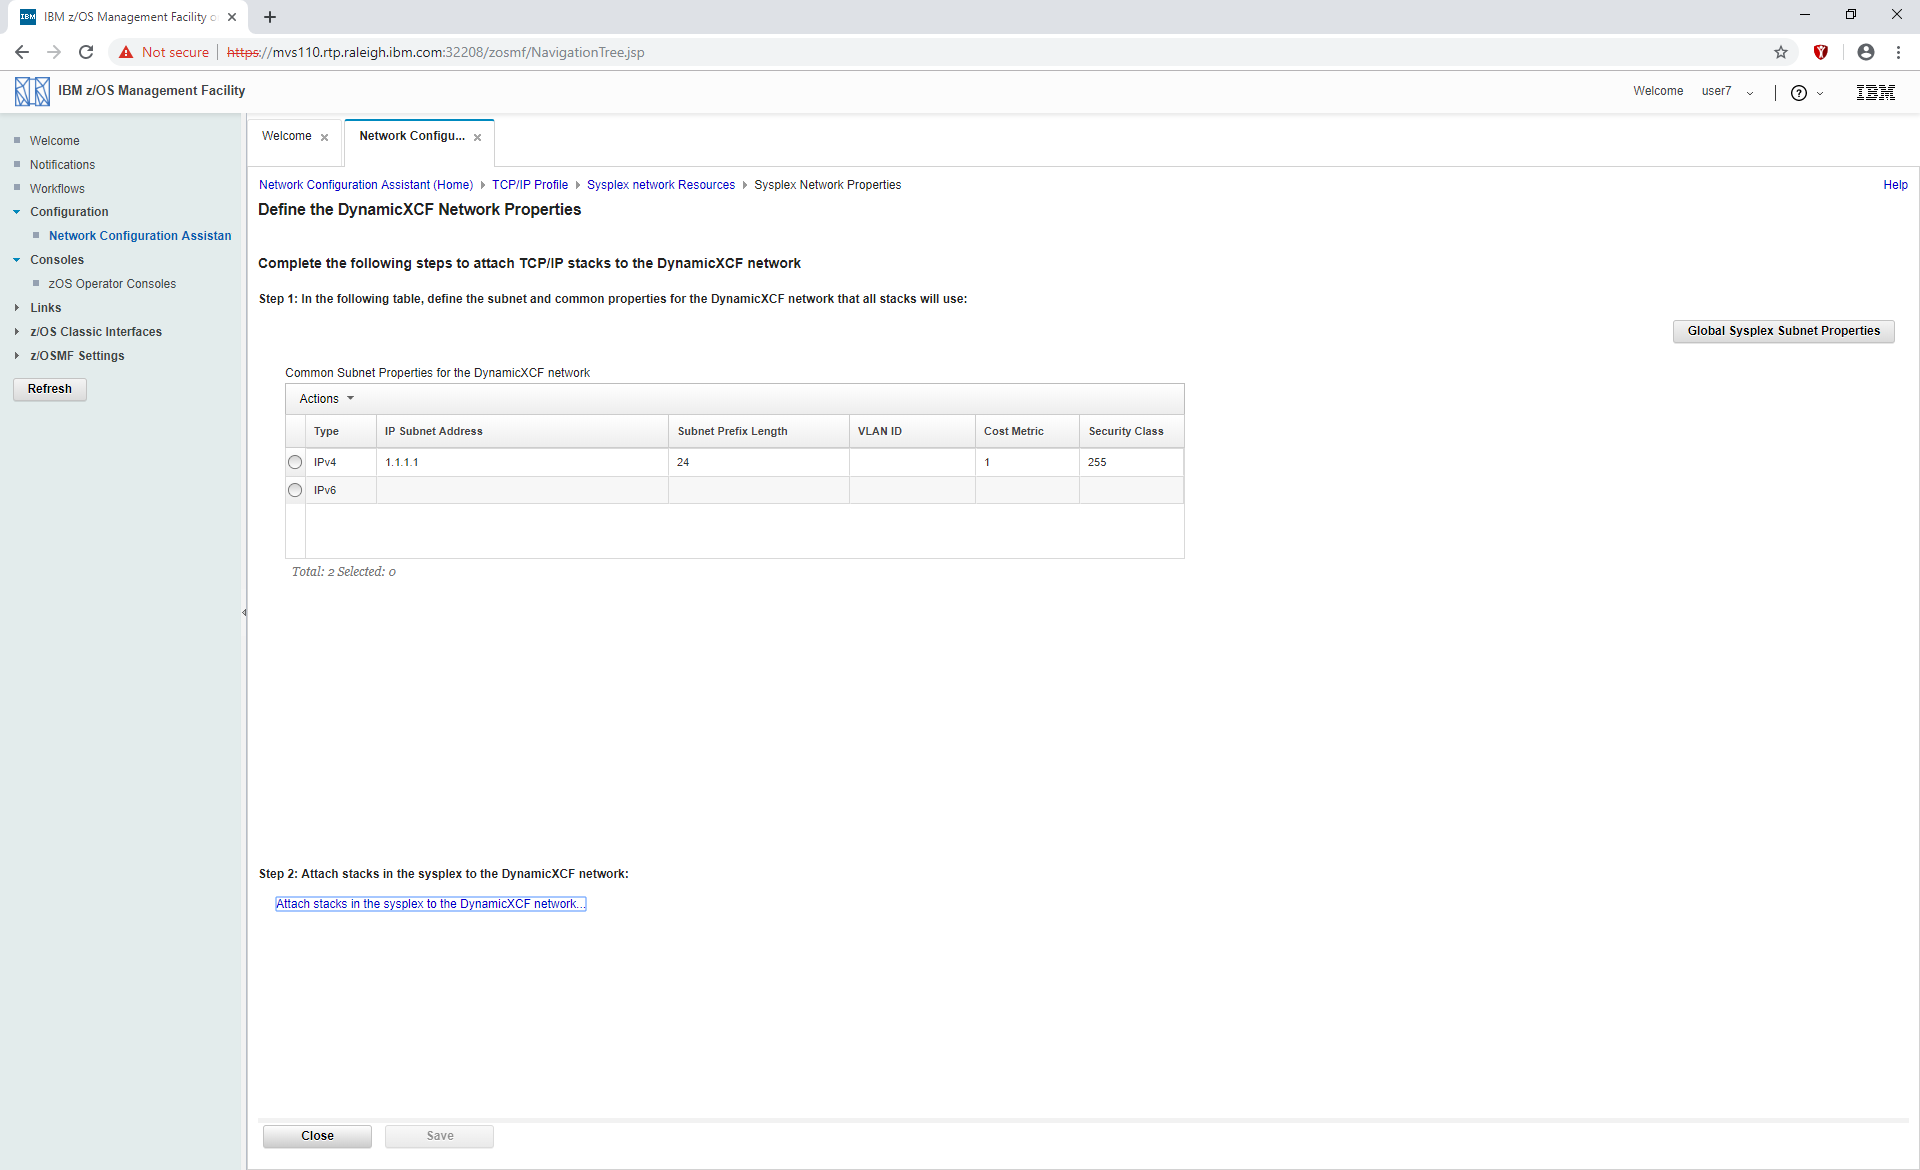 IBM IBM z/OS Management Facility o
Not secure https://mvs110.rtp.raleigh.ibm.com:32208/zosmf/NavigationTree.jsp
IBM z/OS Management Facility
Welcome user7
IBM
Welcome
Notifications
Workflows
Configuration
Network Configuration Assistan
Consoles
zOS Operator Consoles
Links
z/OS Classic Interfaces
z/OSMF Settings
Refresh
Welcome
Network Configu...
Network Configuration Assistant (Home) TCP/IP Profile Sysplex network Resources Sysplex Network Properties
Help
Define the DynamicXCF Network Properties
Complete the following steps to attach TCP/IP stacks to the DynamicXCF network
Step 1: In the following table, define the subnet and common properties for the DynamicXCF network that all stacks will use:
Global Sysplex Subnet Properties
Common Subnet Properties for the DynamicXCF network
Actions
Type IP Subnet Address Subnet Prefix Length VLAN ID Cost Metric Security Class
IPv4 1.1.1.1 24 1 255
IPv6
Total: 2 Selected: 0
Step 2: Attach stacks in the sysplex to the DynamicXCF network:
Attach stacks in the sysplex to the DynamicXCF network...
Close Save